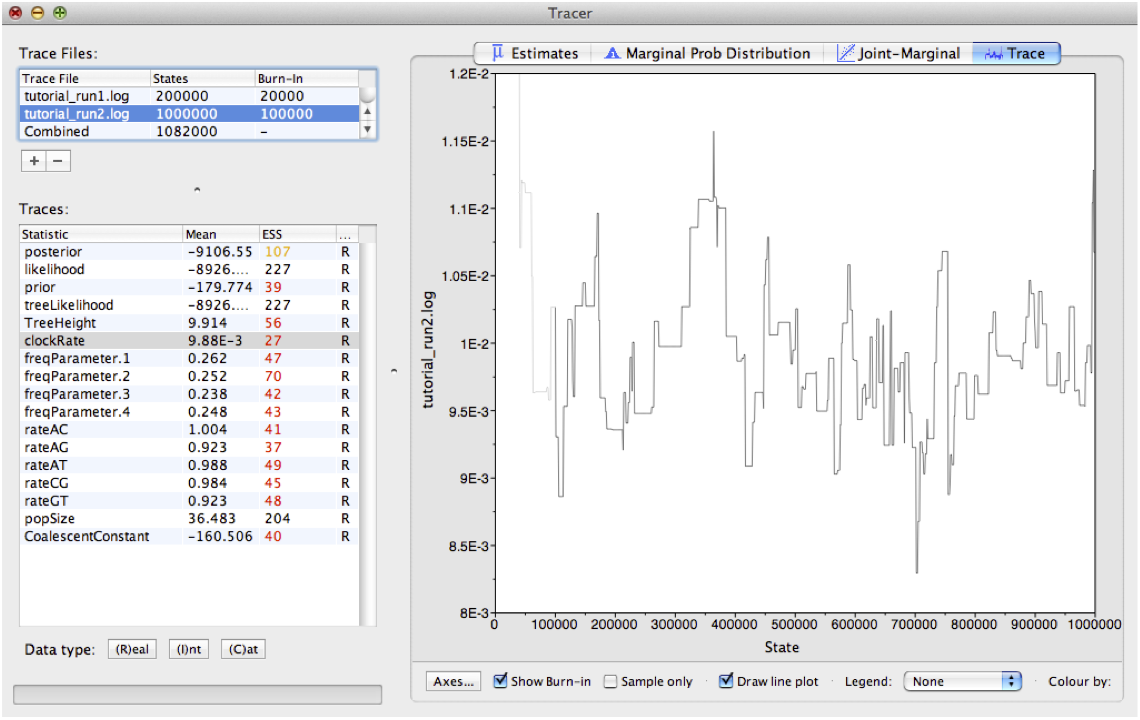 Tracer
Trace Files:
Trace File States Burn-In
tutorial_run1.log 200000 20000
tutorial_run2.log 1000000 100000
Combined 1082000 -
+ -
Traces:
Statistic Mean ESS ...
posterior -9106.55 107 R
likelihood -8926.... 227 R
prior -179.774 39 R
treeLikelihood -8926.... 227 R
TreeHeight 9.914 56 R
clockRate 9.88E-3 27 R
freqParameter.1 0.262 47 R
freqParameter.2 0.252 70 R
freqParameter.3 0.238 42 R
freqParameter.4 0.248 43 R
rateAC 1.004 41 R
rateAG 0.923 37 R
rateAT 0.988 49 R
rateCG 0.984 45 R
rateGT 0.923 48 R
popSize 36.483 204 R
CoalescentConstant -160.506 40 R
Data type: (R)eal (I)nt (C)at
μ Estimates Marginal Prob Distribution Joint-Marginal Trace
1.2E-2
1.15E-2
1.1E-2
1.05E-2
1E-2
9.5E-3
9E-3
8.5E-3
8E-3
tutorial_run2.log
0 100000 200000 300000 400000 500000 600000 700000 800000 900000 1000000
State
Axes... Show Burn-in Sample only Draw line plot Legend: None Colour by: